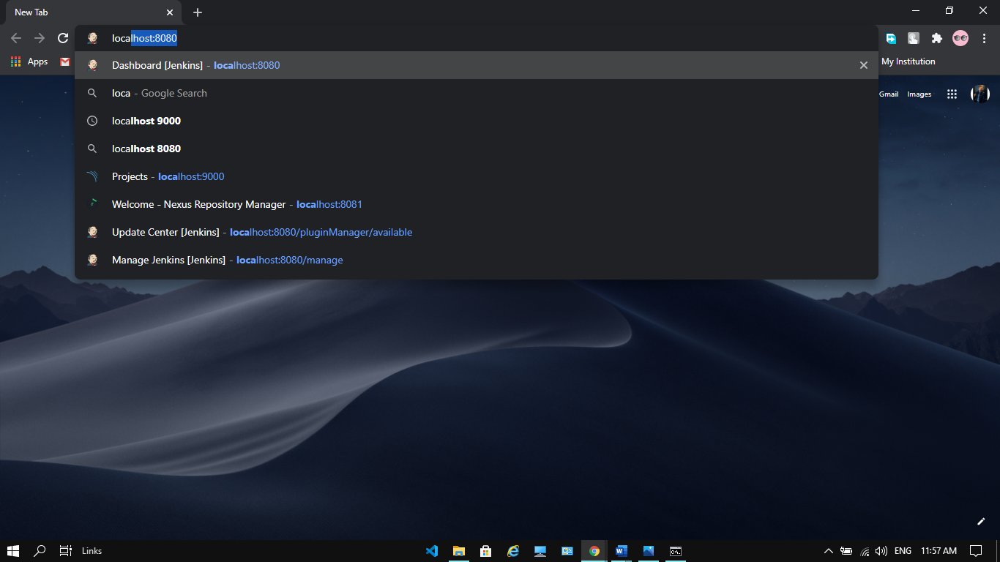 New Tab
localhost:8080
Apps
My Institution
Dashboard [Jenkins] - localhost:8080
loca - Google Search
localhost 9000
localhost 8080
Projects - localhost:9000
Welcome - Nexus Repository Manager - localhost:8081
Update Center [Jenkins] - localhost:8080/pluginManager/available
Manage Jenkins [Jenkins] - localhost:8080/manage
Gmail Images
Links
ENG 11:57 AM